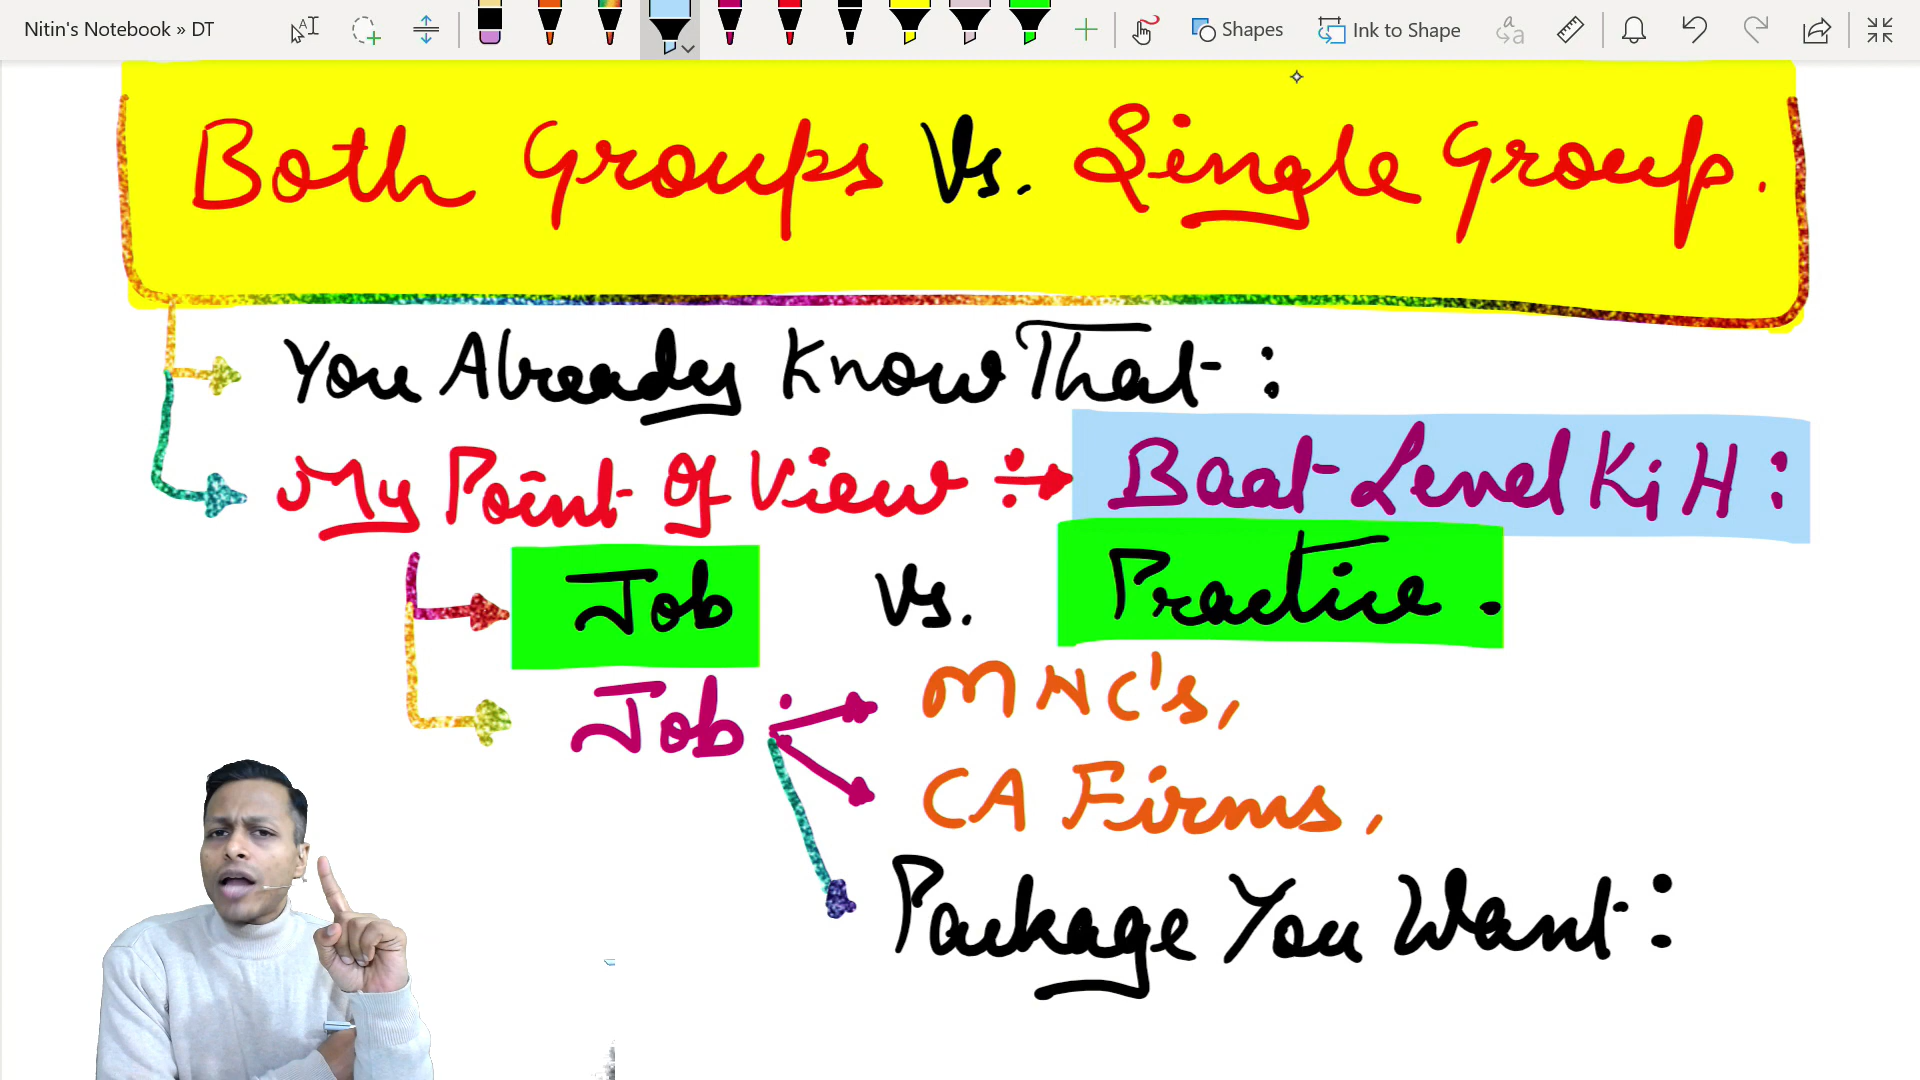 Nitin's Notebook » DT
Shapes
Ink to Shape
Both Groups Vs. Single Group.
You Already Know That:
My Point Of View : Baat Level Ki H:
Job Vs. Practice.
Job: MNC's,
CA Firms,
Package You Want: